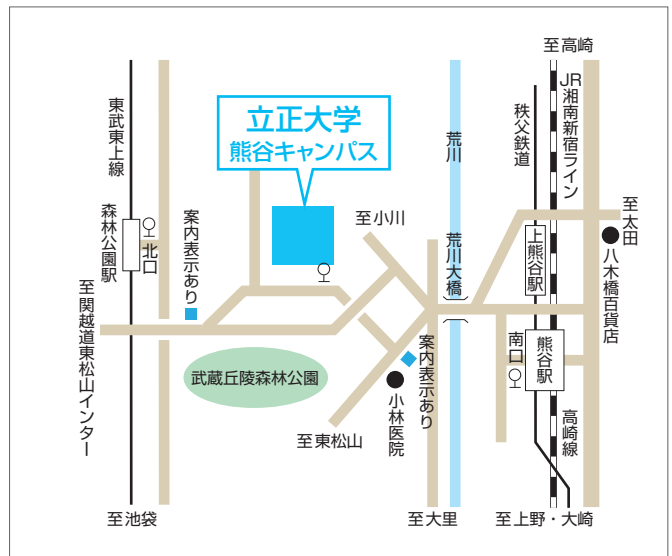 至高崎
東武東上線
立正大学
熊谷キャンパス
荒川
秩父鉄道
JR湘南新宿ライン
森林公園駅
北口
案内表示あり
至小川
荒川大橋
上熊谷駅
至太田
八木橋百貨店
至関越道東松山インター
武蔵丘陵森林公園
小林医院
案内表示あり
南口
熊谷駅
至東松山
高崎線
至池袋
至大里
至上野・大崎